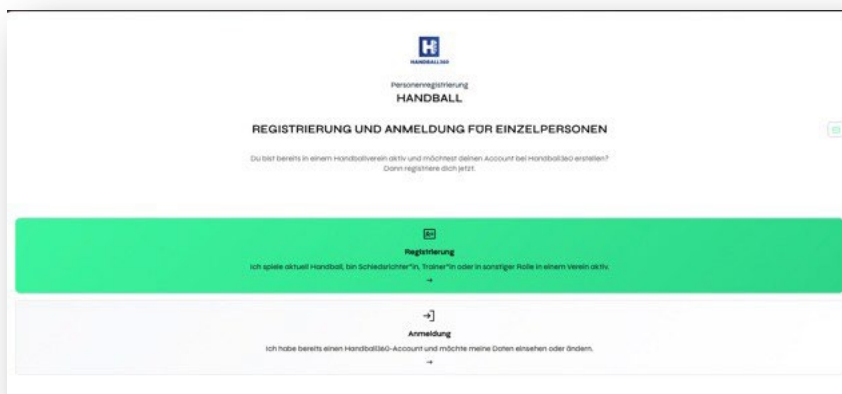 HANDBALL360
Personenregistrierung
HANDBALL
REGISTRIERUNG UND ANMELDUNG FÜR EINZELPERSONEN
Du bist bereits in einem Handballverein aktiv und möchtest deinen Account bei Handball360 erstellen?
Dann registriere dich jetzt.
Registrierung
Ich spiele aktuell Handball, bin Schiedsrichter*in, Trainer*in oder in sonstiger Rolle in einem Verein aktiv.
→
Anmeldung
Ich habe bereits einen Handball360-Account und möchte meine Daten einsehen oder ändern.
→